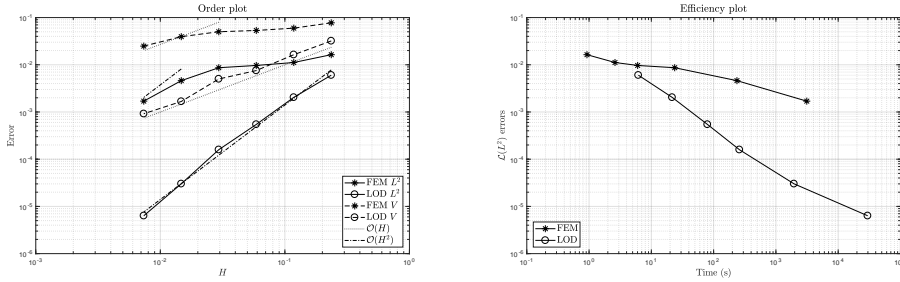 Order plot
10^-1
10^-2
10^-3
10^-4
10^-5
10^-6
Error
10^-3
10^-2
10^-1
10^0
H
FEM L^2
LOD L^2
FEM V
LOD V
O(H)
O(H^2)
Efficiency plot
10^-1
10^-2
10^-3
10^-4
10^-5
10^-6
L(L^2) errors
10^-1
10^0
10^1
10^2
10^3
10^4
10^5
Time (s)
FEM
LOD